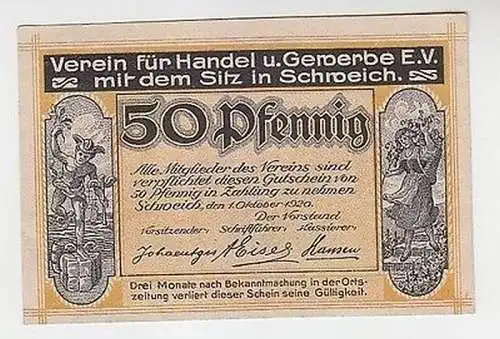 Verein für Handel u. Gewerbe E.V.
mit dem Sitz in Schweich.
50 Pfennig
Alle Mitglieder des Vereins sind
verpflichtet diesen Gutschein von
50 Pfennig in Zahlung zu nehmen
Schweich, den 1. Oktober 1920.
Der Vorstand
Vorsitzender: Schriftführer: Kassierer:
Eises Hansen
Drei Monate nach Bekanntmachung in der Orts-
zeitung verliert dieser Schein seine Gültigkeit.